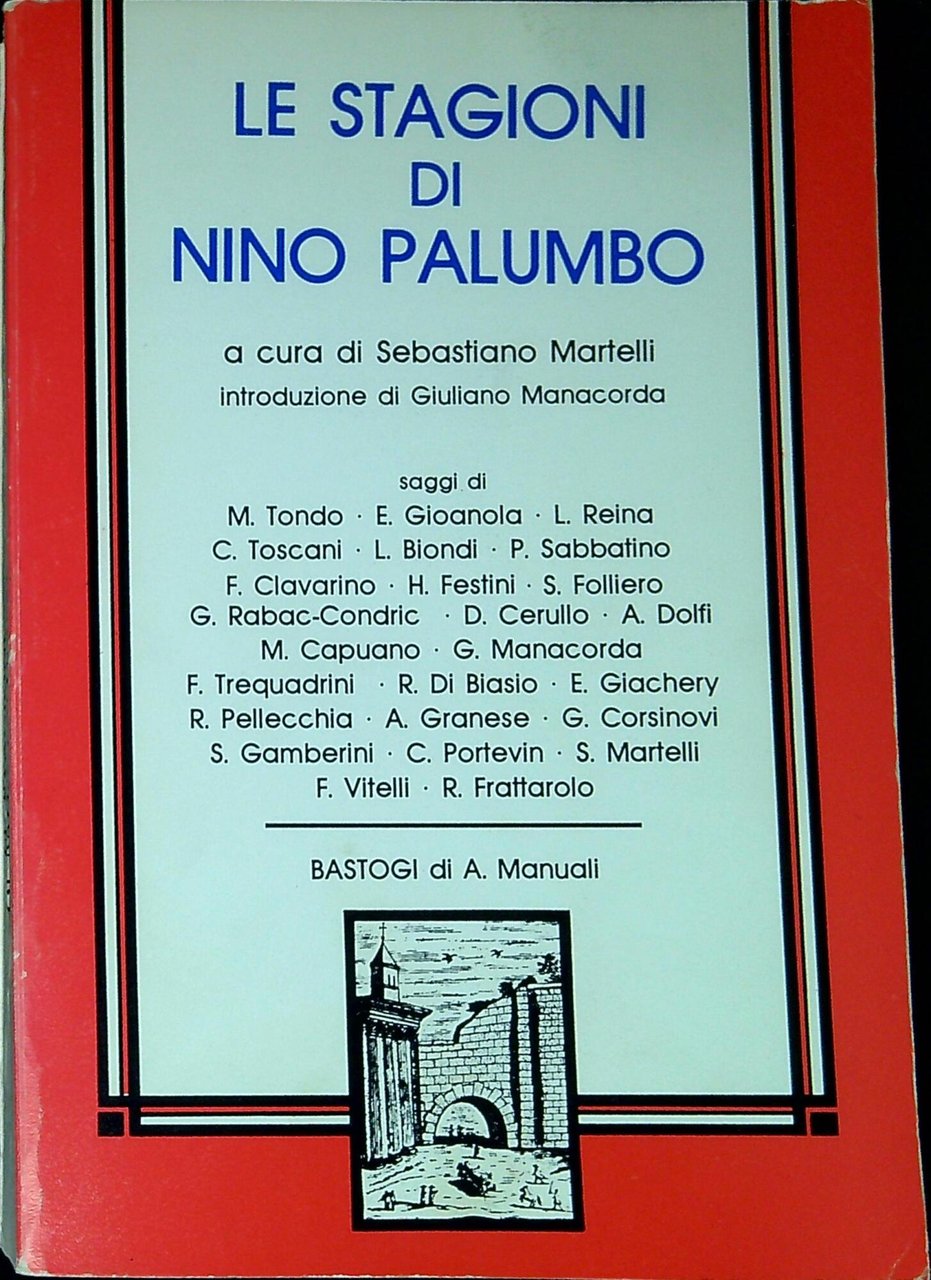 LE STAGIONI
DI
NINO PALUMBO
a cura di Sebastiano Martelli
introduzione di Giuliano Manacorda
saggi di
M. Tondo · E. Gioanola · L. Reina
C. Toscani · L. Biondi · P. Sabbatino
F. Clavarino · H. Festini · S. Folliero
G. Rabac-Condric · D. Cerullo · A. Dolfi
M. Capuano · G. Manacorda
F. Trequadrini · R. Di Biasio · E. Giachery
R. Pellecchia · A. Granese · G. Corsinovi
S. Gamberini · C. Portevin · S. Martelli
F. Vitelli · R. Frattarolo
BASTOGI di A. Manuali